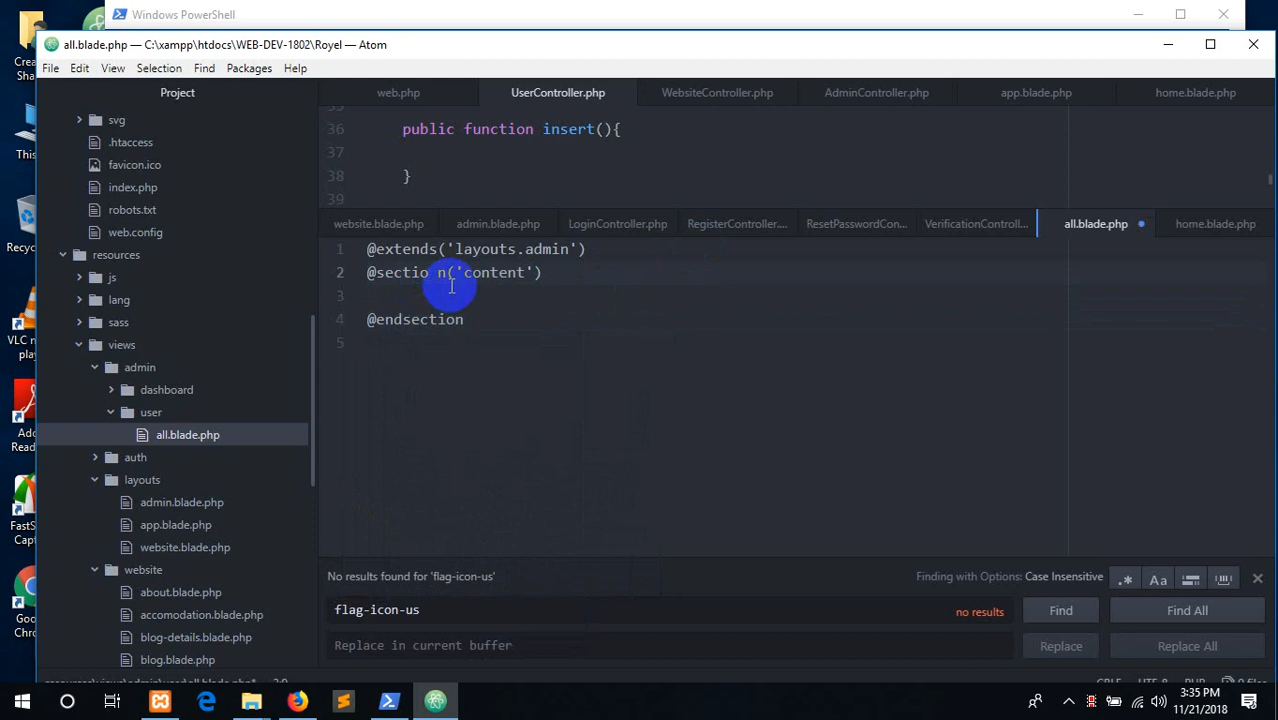 Windows PowerShell
all.blade.php — C:\xampp\htdocs\WEB-DEV-1802\Royel — Atom
File Edit View Selection Find Packages Help
Project
web.php UserController.php WebsiteController.php AdminController.php app.blade.php home.blade.php
36 public function insert(){
37
38 }
39
website.blade.php admin.blade.php LoginController.php RegisterController.... ResetPasswordCon... VerificationControll... all.blade.php home.blade.php
1 @extends('layouts.admin')
2 @sectio n('content')
3
4 @endsection
5
svg
.htaccess
favicon.ico
index.php
robots.txt
web.config
resources
js
lang
sass
views
admin
dashboard
user
all.blade.php
auth
layouts
admin.blade.php
app.blade.php
website.blade.php
website
about.blade.php
accomodation.blade.php
blog-details.blade.php
blog.blade.php
No results found for 'flag-icon-us'
Finding with Options: Case Insensitive
.* Aa
flag-icon-us
no results
Find Find All
Replace in current buffer
Replace Replace All
3:35 PM
11/21/2018